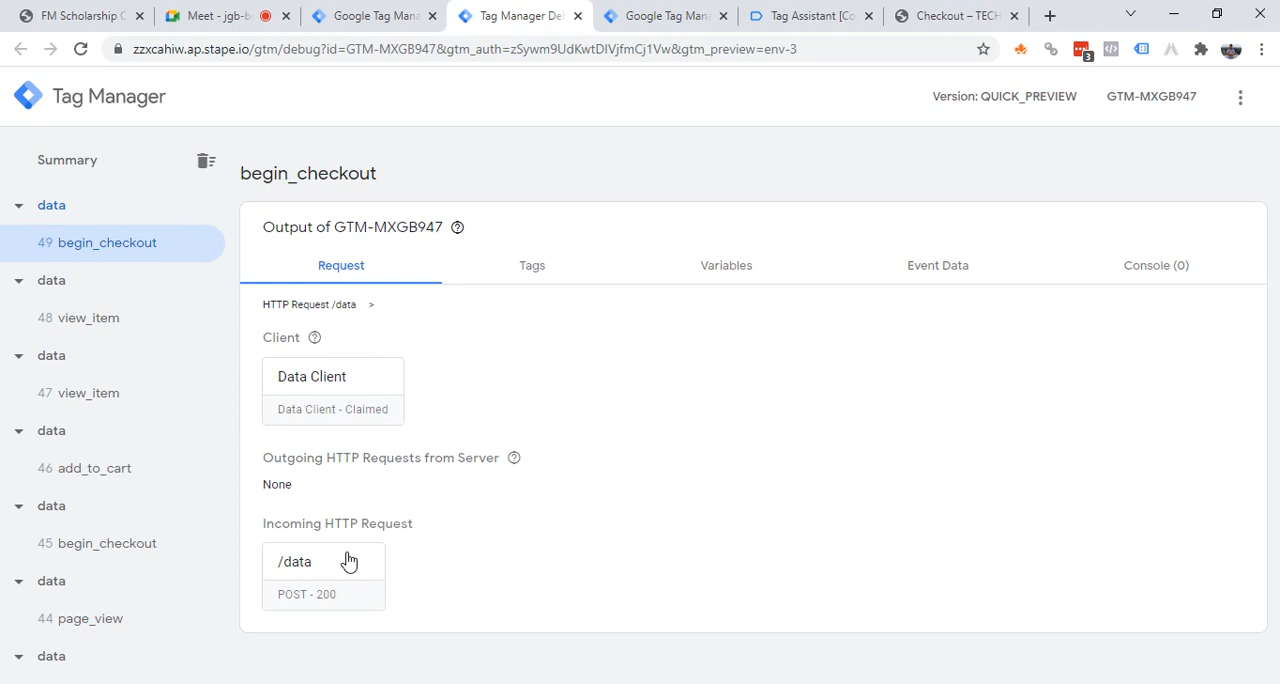 FM Scholarship C
Meet - jgb-b
Google Tag Mana
Tag Manager De
Google Tag Man
Tag Assistant [Co
Checkout – TECH
zzxcahiw.ap.stape.io/gtm/debug?id=GTM-MXGB947&gtm_auth=zSywm9UdKwtDlVjfmCj1Vw&gtm_preview=env-3
3
Tag Manager
Version: QUICK_PREVIEW
GTM-MXGB947
Summary
data
49 begin_checkout
data
48 view_item
data
47 view_item
data
46 add_to_cart
data
45 begin_checkout
data
44 page_view
data
begin_checkout
Output of GTM-MXGB947
Request
Tags
Variables
Event Data
Console (0)
HTTP Request /data >
Client
Data Client
Data Client - Claimed
Outgoing HTTP Requests from Server
None
Incoming HTTP Request
/data
POST - 200